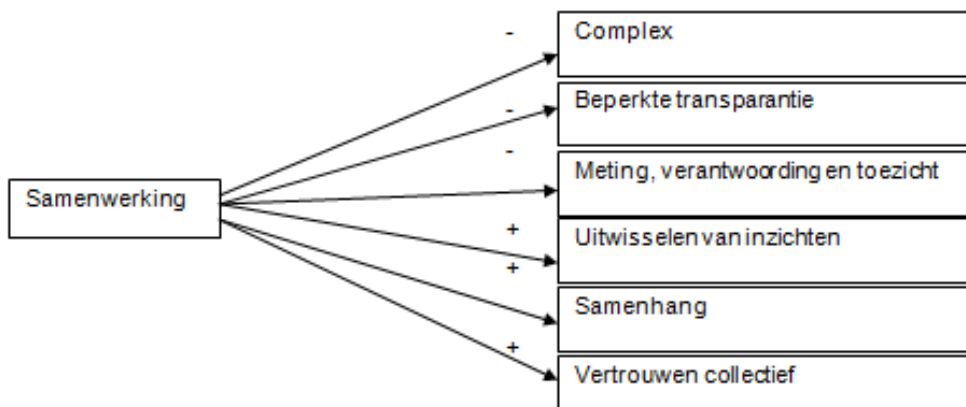 -
Complex
-
Beperkte transparantie
-
Meting, verantwoording en toezicht
Samenwerking
+
Uitwisselen van inzichten
+
Samenhang
+
Vertrouwen collectief